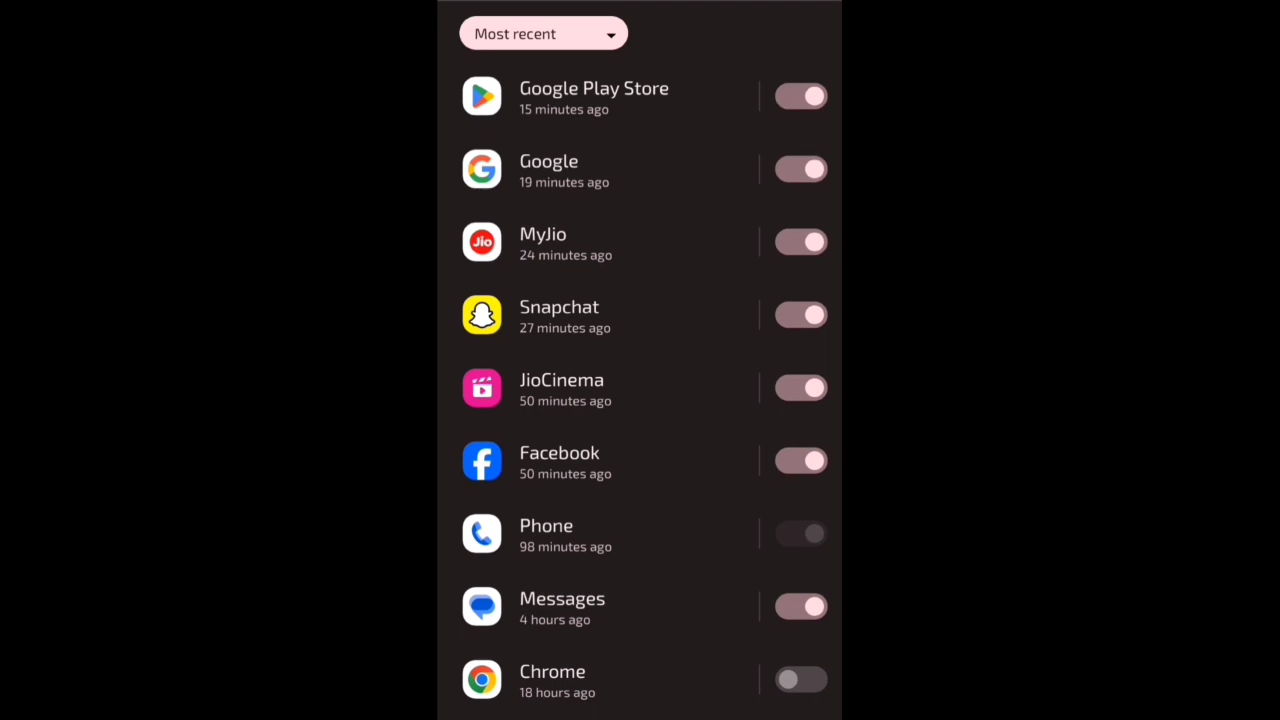 Most recent
Google Play Store
15 minutes ago
Google
19 minutes ago
Jio
MyJio
24 minutes ago
Snapchat
27 minutes ago
JioCinema
50 minutes ago
Facebook
50 minutes ago
Phone
98 minutes ago
Messages
4 hours ago
Chrome
18 hours ago